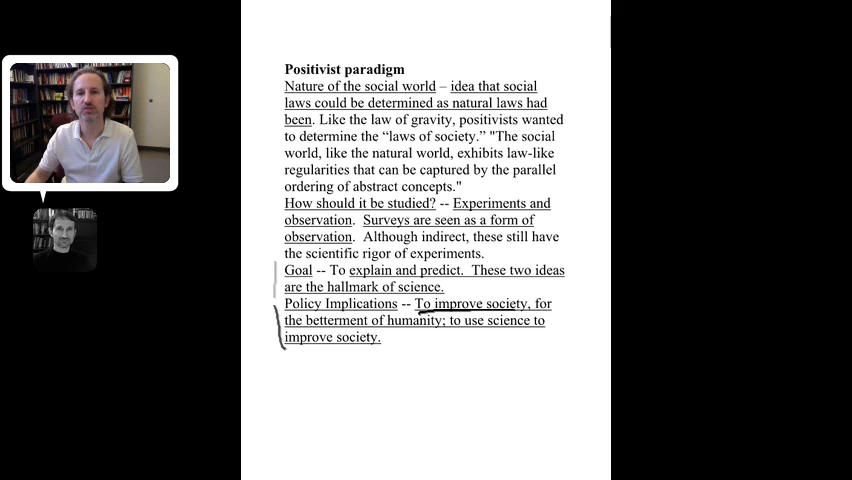 Positivist paradigm
Nature of the social world – idea that social
laws could be determined as natural laws had
been. Like the law of gravity, positivists wanted
to determine the “laws of society.” "The social
world, like the natural world, exhibits law-like
regularities that can be captured by the parallel
ordering of abstract concepts."
How should it be studied? -- Experiments and
observation. Surveys are seen as a form of
observation. Although indirect, these still have
the scientific rigor of experiments.
Goal -- To explain and predict. These two ideas
are the hallmark of science.
Policy Implications -- To improve society, for
the betterment of humanity; to use science to
improve society.